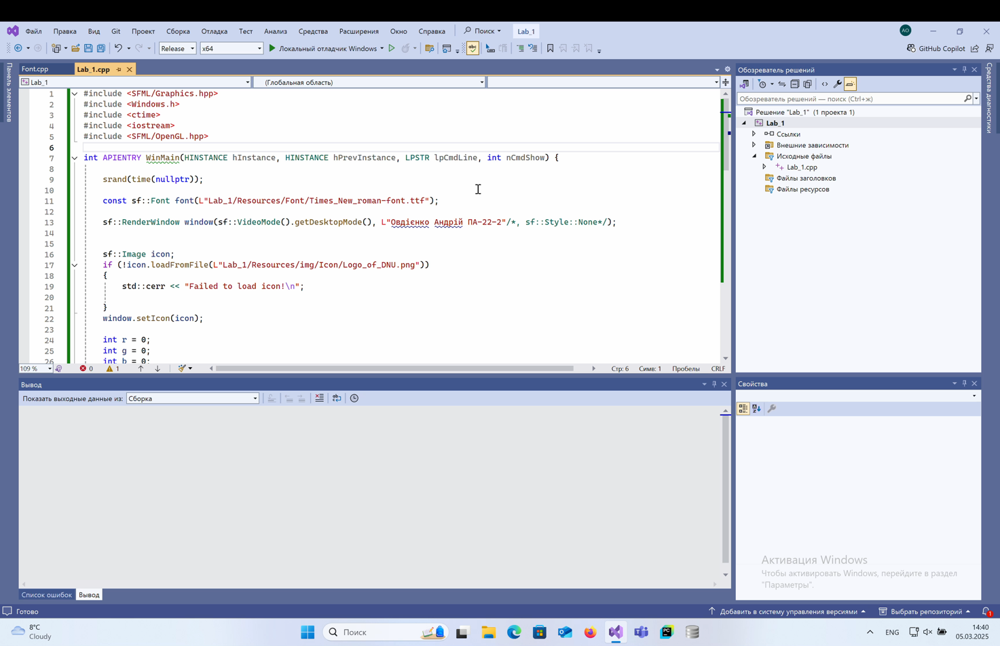 Файл Правка Вид Git Проект Сборка Отладка Тест Анализ Средства Расширения Окно Справка Поиск Lab_1 AO
Release x64 Локальный отладчик Windows abc GitHub Copilot
Панель элементов
Font.cpp Lab_1.cpp
Lab_1 (Глобальная область)
1 #include <SFML/Graphics.hpp>
2 #include <Windows.h>
3 #include <ctime>
4 #include <iostream>
5 #include <SFML/OpenGL.hpp>
6
7 int APIENTRY WinMain(HINSTANCE hInstance, HINSTANCE hPrevInstance, LPSTR lpCmdLine, int nCmdShow) {
8
9 srand(time(nullptr));
10
11 const sf::Font font(L"Lab_1/Resources/Font/Times_New_roman-font.ttf");
12
13 sf::RenderWindow window(sf::VideoMode().getDesktopMode(), L"Овдієнко Андрій ПА-22-2"/*, sf::Style::None*/);
14
15
16 sf::Image icon;
17 if (!icon.loadFromFile(L"Lab_1/Resources/img/Icon/Logo_of_DNU.png"))
18 {
19 std::cerr << "Failed to load icon!\n";
20
21 }
22 window.setIcon(icon);
23
24 int r = 0;
25 int g = 0;
26 int b = 0;
109 % 0 1 Стр: 6 Симв: 1 Пробелы CRLF
Вывод
Показать выходные данные из: Сборка
Список ошибок Вывод
Обозреватель решений
Обозреватель решений — поиск (Ctrl+ж)
Решение "Lab_1" (1 проекта 1)
Lab_1
Ссылки
Внешние зависимости
Исходные файлы
Lab_1.cpp
Файлы заголовков
Файлы ресурсов
Средства диагностики
Свойства
Активация Windows
Чтобы активировать Windows, перейдите в раздел
"Параметры".
Готово Добавить в систему управления версиями Выбрать репозиторий 1
8°C
Cloudy
Поиск
PC
ENG
14:40
05.03.2025